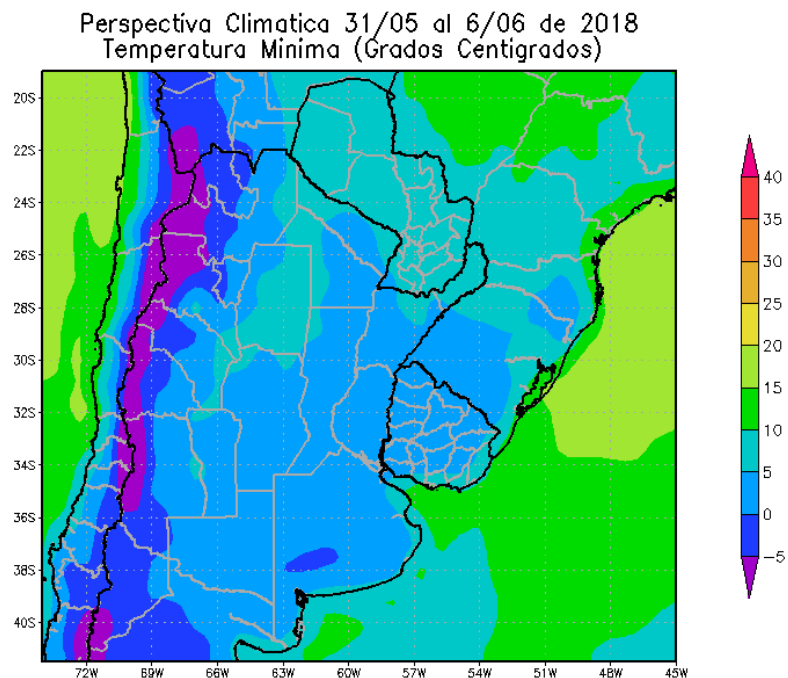 Perspectiva Climatica 31/05 al 6/06 de 2018
Temperatura Minima (Grados Centigrados)
20S
22S
24S
26S
28S
30S
32S
34S
36S
38S
40S
72W 69W 66W 63W 60W 57W 54W 51W 48W 45W
40
35
30
25
20
15
10
5
0
-5